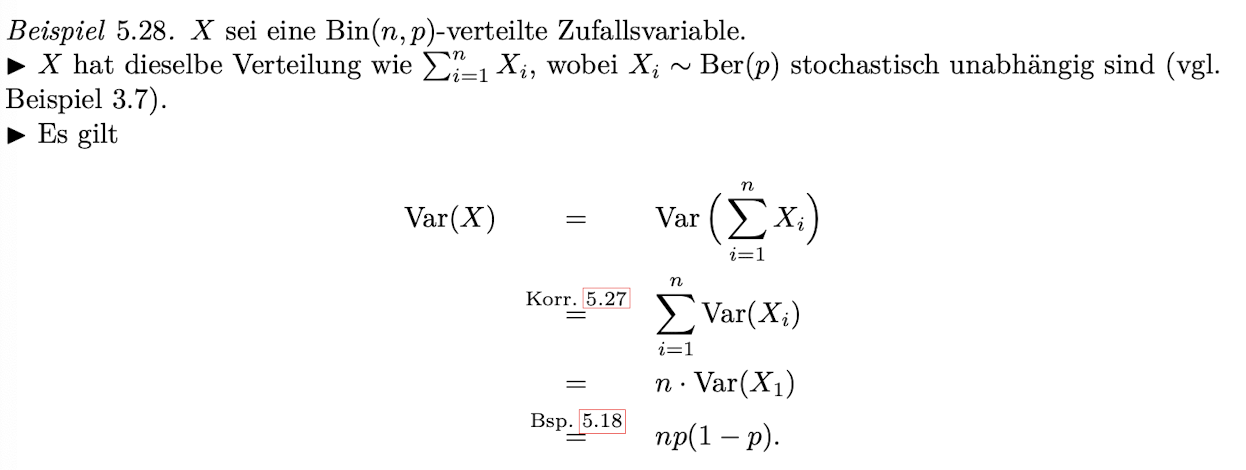 Beispiel 5.28. X sei eine Bin(n, p)-verteilte Zufallsvariable.
▶ X hat dieselbe Verteilung wie ∑ⁿᵢ₌₁ Xᵢ, wobei Xᵢ ∼ Ber(p) stochastisch unabhängig sind (vgl.
Beispiel 3.7).
▶ Es gilt
Var(X) = Var(∑ⁿᵢ₌₁ Xᵢ)
Korr. 5.27 = ∑ⁿᵢ₌₁ Var(Xᵢ)
= n · Var(X₁)
Bsp. 5.18 = np(1 − p).